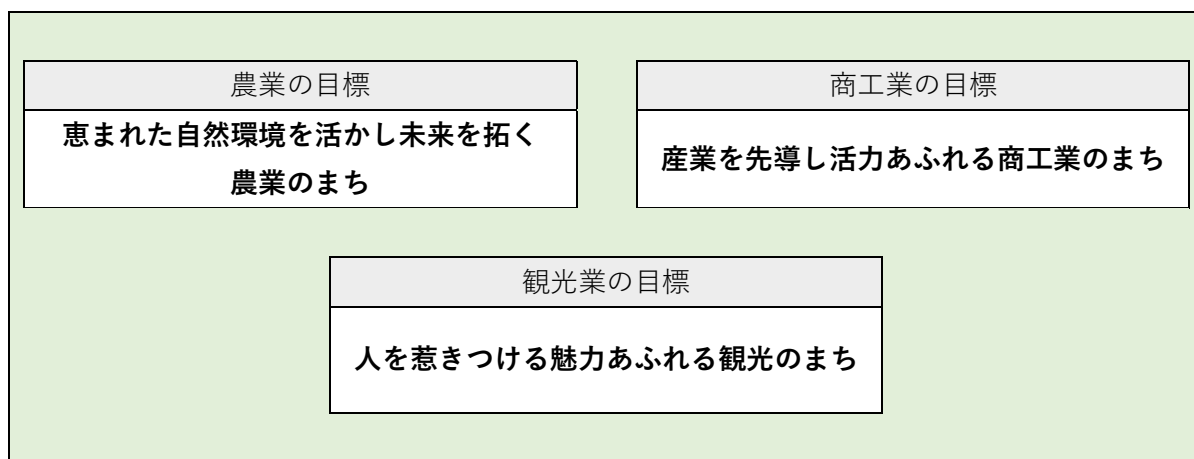 農業の目標
恵まれた自然環境を活かし未来を拓く
農業のまち
商工業の目標
産業を先導し活力あふれる商工業のまち
観光業の目標
人を惹きつける魅力あふれる観光のまち